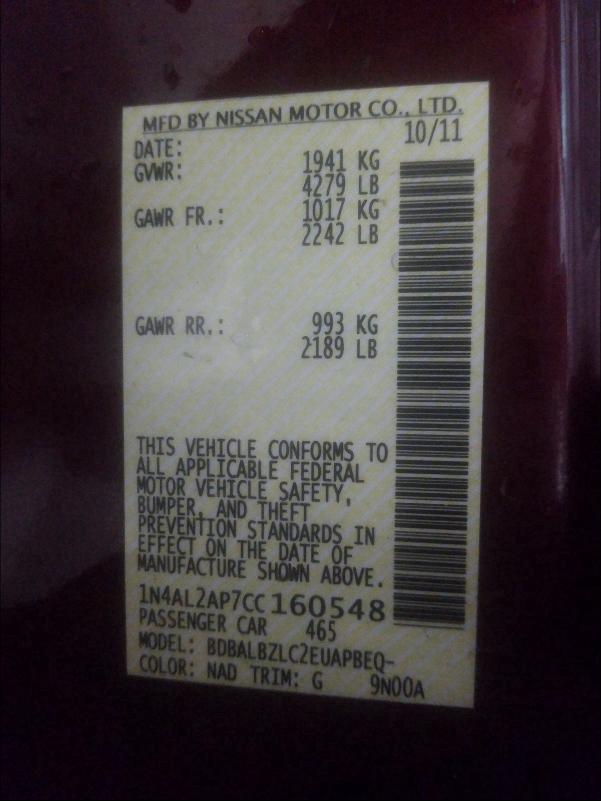 MFD BY NISSAN MOTOR CO., LTD.
DATE: 10/11
GVWR: 1941 KG
4279 LB
GAWR FR.: 1017 KG
2242 LB
GAWR RR.: 993 KG
2189 LB
THIS VEHICLE CONFORMS TO
ALL APPLICABLE FEDERAL
MOTOR VEHICLE SAFETY,
BUMPER, AND THEFT
PREVENTION STANDARDS IN
EFFECT ON THE DATE OF
MANUFACTURE SHOWN ABOVE.
1N4AL2AP7CC160548
PASSENGER CAR 465
MODEL: BDBALBZLC2EUAPBEQ-
COLOR: NAD TRIM: G 9N00A